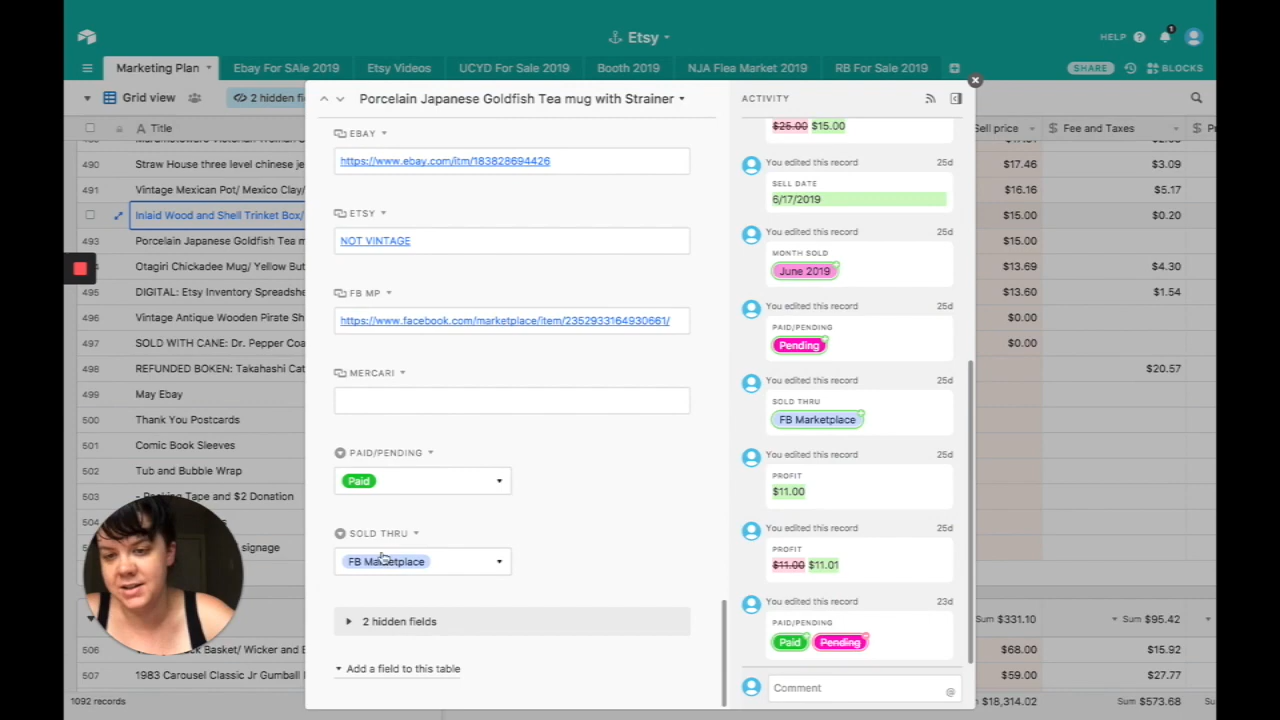 Etsy
HELP
1
Marketing Plan
Ebay For SAle 2019
Etsy Videos
UCYD For Sale 2019
Booth 2019
NJA Flea Market 2019
RB For Sale 2019
SHARE
BLOCKS
Grid view
2 hidden fi
Porcelain Japanese Goldfish Tea mug with Strainer
ACTIVITY
A Title
Sell price
$ Fee and Taxes
$
490 Straw House three level chinese je
$17.46 $3.09
491 Vintage Mexican Pot/ Mexico Clay/
$16.16 $5.17
Inlaid Wood and Shell Trinket Box/
$15.00 $0.20
493 Porcelain Japanese Goldfish Tea m
$15.00
Otagiri Chickadee Mug/ Yellow But
$13.69 $4.30
495 DIGITAL: Etsy Inventory Spreadshe
$13.60 $1.54
496 Vintage Antique Wooden Pirate Sh
$0.00
497 SOLD WITH CANE: Dr. Pepper Coa
$0.00
498 REFUNDED BOKEN: Takahashi Cat
$20.57
499 May Ebay
500 Thank You Postcards
501 Comic Book Sleeves
502 Tub and Bubble Wrap
503 - Packing Tape and $2 Donation
504
signage
Sum $331.10 Sum $95.42
506 Basket/ Wicker and E
$68.00 $15.92
507 1983 Carousel Classic Jr Gumball
$59.00 $27.77
1092 records
$18,314.02 Sum $573.68 Sum
EBAY
https://www.ebay.com/itm/183828694426
ETSY
NOT VINTAGE
FB MP
https://www.facebook.com/marketplace/item/2352933164930661/
MERCARI
PAID/PENDING
Paid
SOLD THRU
FB Marketplace
2 hidden fields
Add a field to this table
$25.00 $15.00
You edited this record 25d
SELL DATE
6/17/2019
You edited this record 25d
MONTH SOLD
June 2019
You edited this record 25d
PAID/PENDING
Pending
You edited this record 25d
SOLD THRU
FB Marketplace
You edited this record 25d
PROFIT
$11.00
You edited this record 25d
PROFIT
$11.00 $11.01
You edited this record 23d
PAID/PENDING
Paid Pending
Comment @